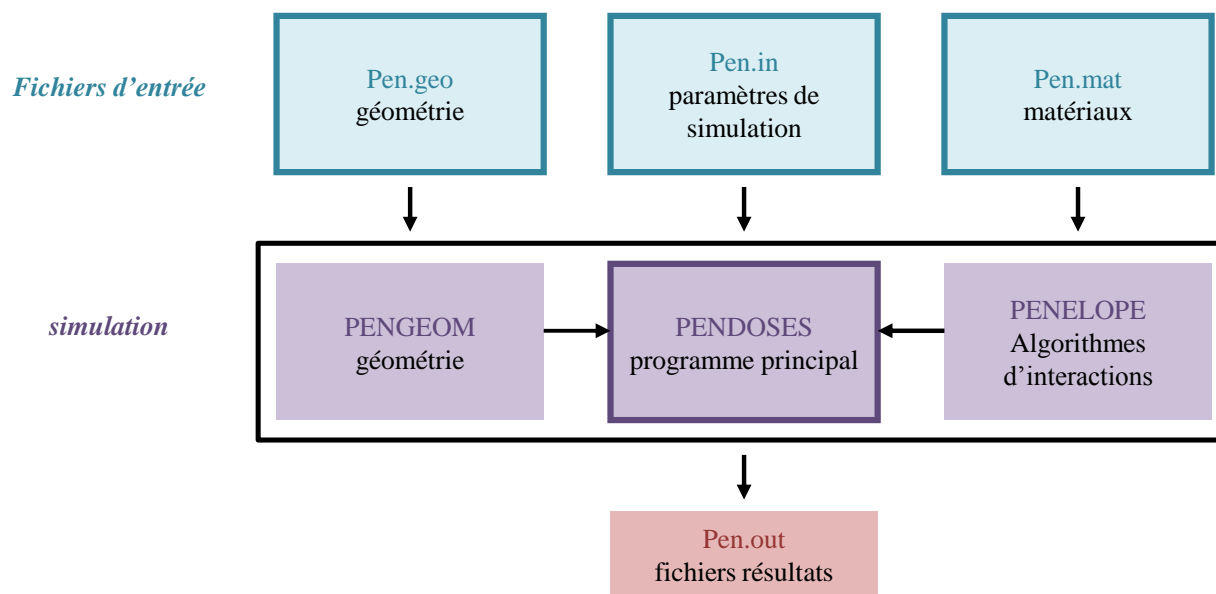 Fichiers d'entrée
Pen.geo
géométrie
Pen.in
paramètres de
simulation
Pen.mat
matériaux
simulation
PENGEOM
géométrie
PENDOSES
programme principal
PENELOPE
Algorithmes
d'interactions
Pen.out
fichiers résultats